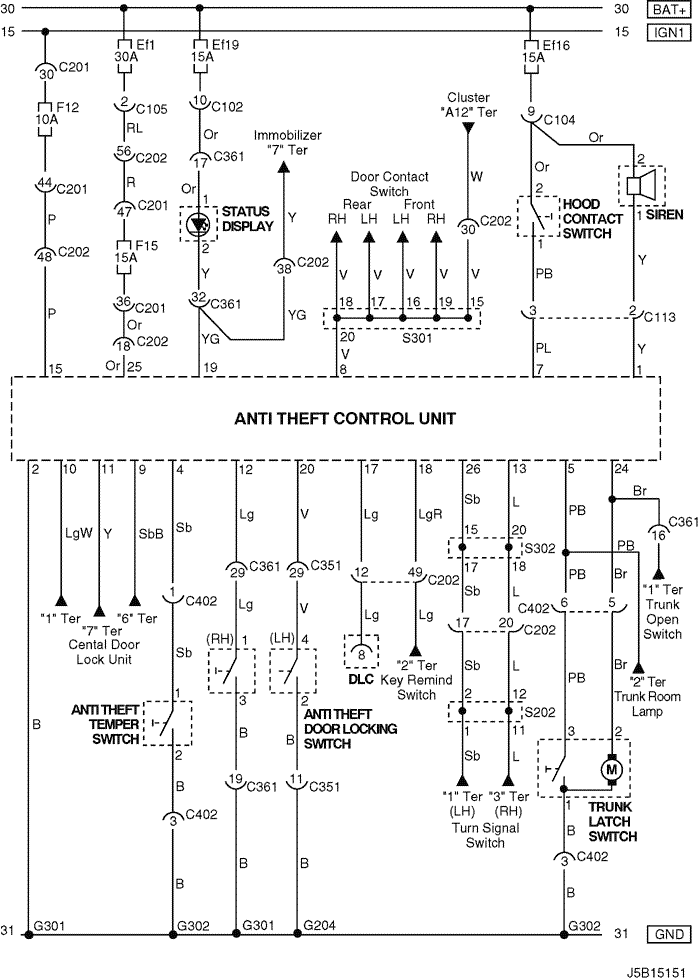 30 30 BAT+
15 15 IGN1
Ef1 Ef19 Ef16
30A 15A 15A
Cluster
"A12" Ter
30 C201
F12
10A
2 C105
10 C102
9 C104
RL Or Or
Immobilizer
"7" Ter
56 C202
17 C361
Door Contact
Switch
Rear Front
RH LH LH RH
W
Or 2
44 C201
R
Or 1
STATUS
DISPLAY
2
47 C201
P
Y
30 C202
2
HOOD
CONTACT
SWITCH
1
SIREN
1
48 C202
F15
15A
Y
38 C202
V V V V V
PB Y
36 C201
32 C361
18 17 16 19 15
3 2 C113
P
Or
YG YG
S301
20
18 C202
V
PL Y
15 Or 25 19 8 7 1
ANTI THEFT CONTROL UNIT
2 10 11 9 4 12 20 17 18 26 13 5 24
Br
LgW Y SbB Sb Lg V Lg LgR Sb L PB
C361
16
15 20
S302
PB
17 18
29 C361 29 C351
12 49 C202
PB Br
1 C402
Lg V Lg
Sb L
C402
6 5
"1" Ter
"7" Ter
"6" Ter
Cental Door
Lock Unit
17 20 C202
"1" Ter
Trunk
Open
Switch
(RH) 1 (LH) 4
8
DLC
"2" Ter
Key Remind
Switch
Sb
Sb L
PB Br
"2" Ter
Trunk Room
Lamp
1
3 2
2 12
S202
1 11
ANTI THEFT
TEMPER
SWITCH
2
ANTI THEFT
DOOR LOCKING
SWITCH
B B B
Sb L
3 2
M
B
19 C361 11 C351
"1" Ter "3" Ter
(LH) (RH)
Turn Signal
Switch
1
TRUNK
LATCH
SWITCH
3 C402
B
3 C402
B B B B
31 G301 G302 G301 G204 G302 31 GND
J5B15151